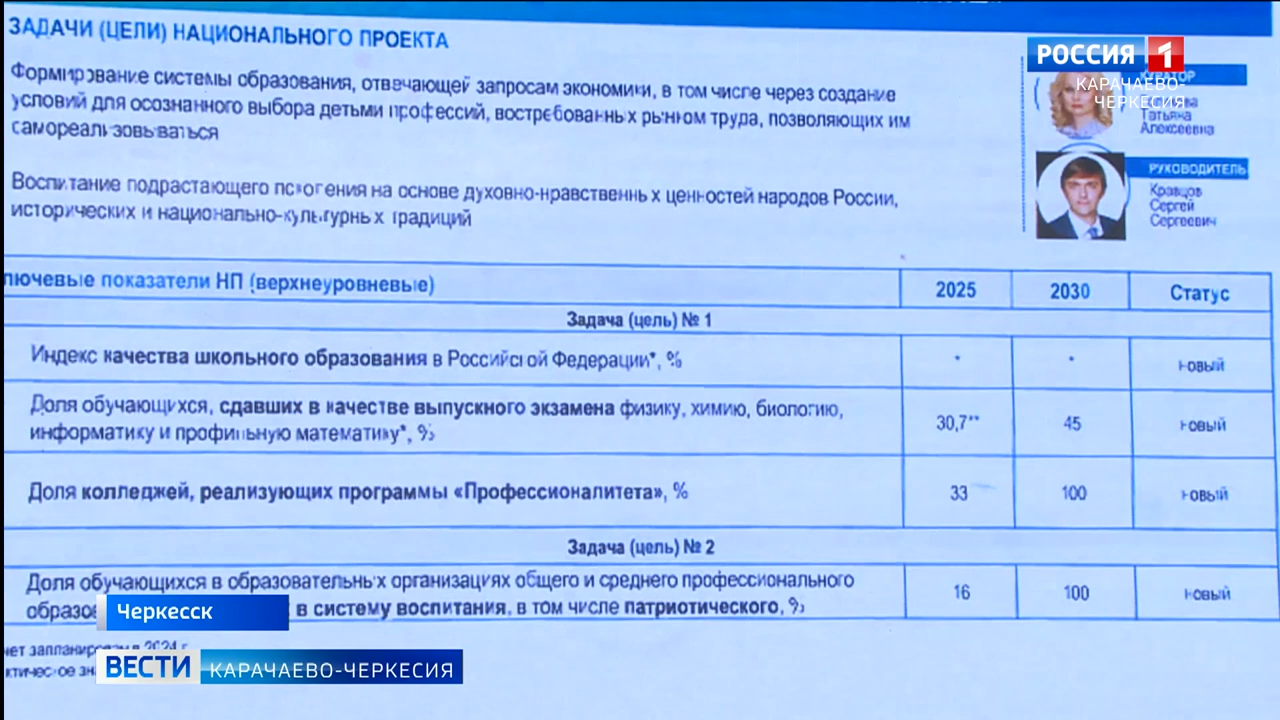 ЗАДАЧИ (ЦЕЛИ) НАЦИОНАЛЬНОГО ПРОЕКТА
РОССИЯ 1
КАРАЧАЕВО-
ЧЕРКЕСИЯ
КУРАТОР
Татьяна
Алексеевна
Формирование системы образования, отвечающей запросам экономики, в том числе через создание
условий для осознанного выбора детьми профессий, востребованных рынком труда, позволяющих им
самореализовываться
РУКОВОДИТЕЛЬ
Кравцов
Сергей
Сергеевич
Воспитание подрастающего поколения на основе духовно-нравственных ценностей народов России,
исторических и национально-культурных традиций
лючевые показатели НП (верхнеуровневые) 2025 2030 Статус
Задача (цель) № 1
Индекс качества школьного образования в Российской Федерации*, % * * новый
Доля обучающихся, сдавших в качестве выпускного экзамена физику, химию, биологию,
информатику и профильную математику*, % 30,7** 45 новый
Доля колледжей, реализующих программы «Профессионалитета», % 33 100 новый
Задача (цель) № 2
Доля обучающихся в образовательных организациях общего и среднего профессионального
в систему воспитания, в том числе патриотического, % 16 100 новый
Черкесск
ВЕСТИ КАРАЧАЕВО-ЧЕРКЕСИЯ